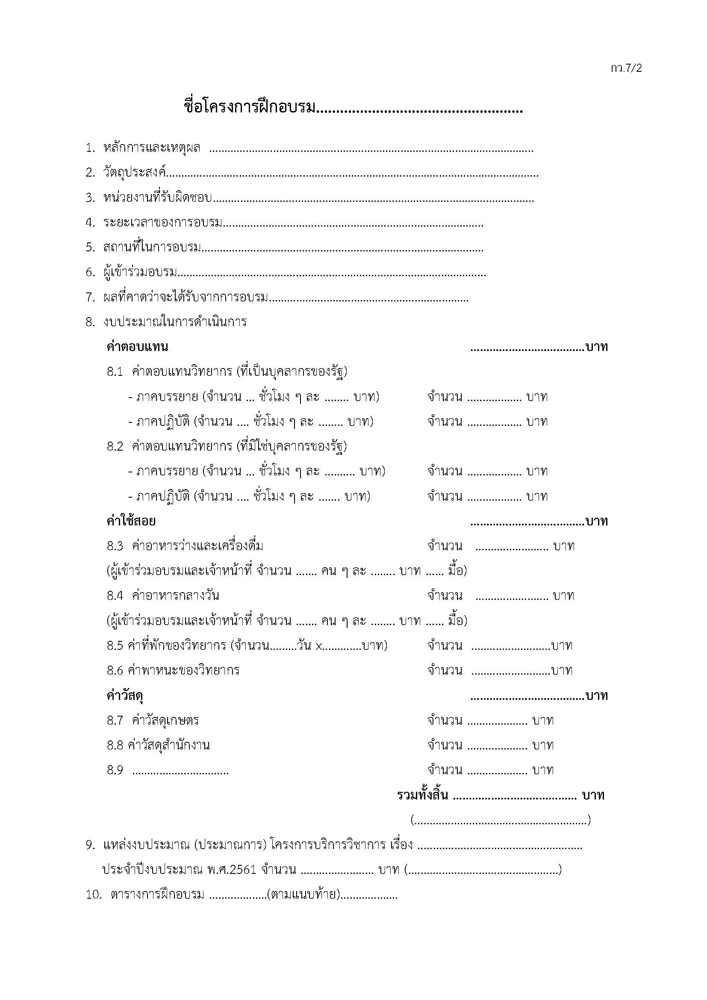 กว.7/2
ชื่อโครงการฝึกอบรม....................................................
1. หลักการและเหตุผล ...........................................................................................................
2. วัตถุประสงค์...........................................................................................................................
3. หน่วยงานที่รับผิดชอบ..........................................................................................................
4. ระยะเวลาของการอบรม......................................................................................
5. สถานที่ในการอบรม.............................................................................................
6. ผู้เข้าร่วมอบรม......................................................................................................
7. ผลที่คาดว่าจะได้รับจากการอบรม..................................................................
8. งบประมาณในการดำเนินการ
ค่าตอบแทน ....................................บาท
8.1 ค่าตอบแทนวิทยากร (ที่เป็นบุคลากรของรัฐ)
- ภาคบรรยาย (จำนวน ... ชั่วโมง ๆ ละ ........ บาท) จำนวน .................. บาท
- ภาคปฏิบัติ (จำนวน .... ชั่วโมง ๆ ละ ........ บาท) จำนวน .................. บาท
8.2 ค่าตอบแทนวิทยากร (ที่มิใช่บุคลากรของรัฐ)
- ภาคบรรยาย (จำนวน ... ชั่วโมง ๆ ละ .......... บาท) จำนวน .................. บาท
- ภาคปฏิบัติ (จำนวน .... ชั่วโมง ๆ ละ ....... บาท) จำนวน .................. บาท
ค่าใช้สอย ....................................บาท
8.3 ค่าอาหารว่างและเครื่องดื่ม จำนวน ........................ บาท
(ผู้เข้าร่วมอบรมและเจ้าหน้าที่ จำนวน ....... คน ๆ ละ ........ บาท ...... มื้อ)
8.4 ค่าอาหารกลางวัน จำนวน ........................ บาท
(ผู้เข้าร่วมอบรมและเจ้าหน้าที่ จำนวน ....... คน ๆ ละ ........ บาท ...... มื้อ)
8.5 ค่าที่พักของวิทยากร (จำนวน.........วัน x.............บาท) จำนวน ..........................บาท
8.6 ค่าพาหนะของวิทยากร จำนวน ..........................บาท
ค่าวัสดุ ....................................บาท
8.7 ค่าวัสดุเกษตร จำนวน .................... บาท
8.8 ค่าวัสดุสำนักงาน จำนวน .................... บาท
8.9 ................................ จำนวน .................... บาท
รวมทั้งสิ้น ....................................... บาท
(.........................................................)
9. แหล่งงบประมาณ (ประมาณการ) โครงการบริการวิชาการ เรื่อง ......................................................
ประจำปีงบประมาณ พ.ศ.2561 จำนวน ........................ บาท (.................................................)
10. ตารางการฝึกอบรม ...................(ตามแนบท้าย)...................